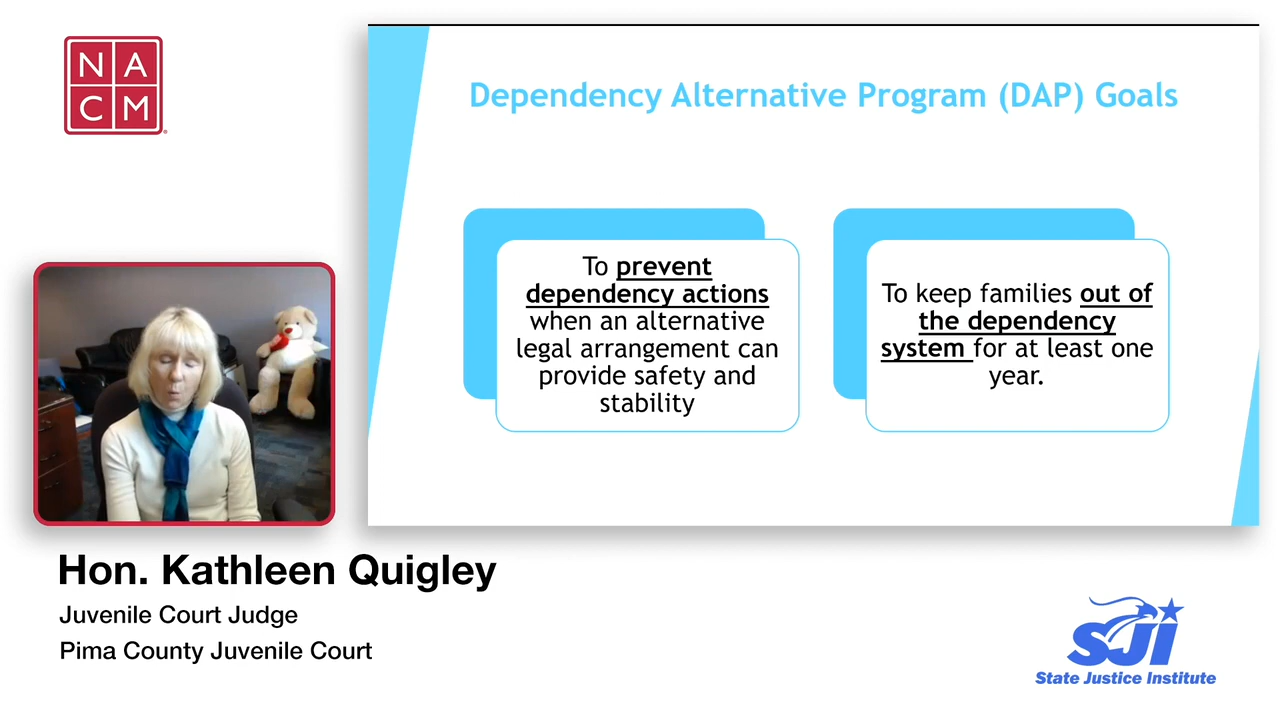 NA
CM
Dependency Alternative Program (DAP) Goals
To prevent
dependency actions
when an alternative
legal arrangement can
provide safety and
stability
To keep families out of
the dependency
system for at least one
year.
Hon. Kathleen Quigley
Juvenile Court Judge
Pima County Juvenile Court
SJI
State Justice Institute